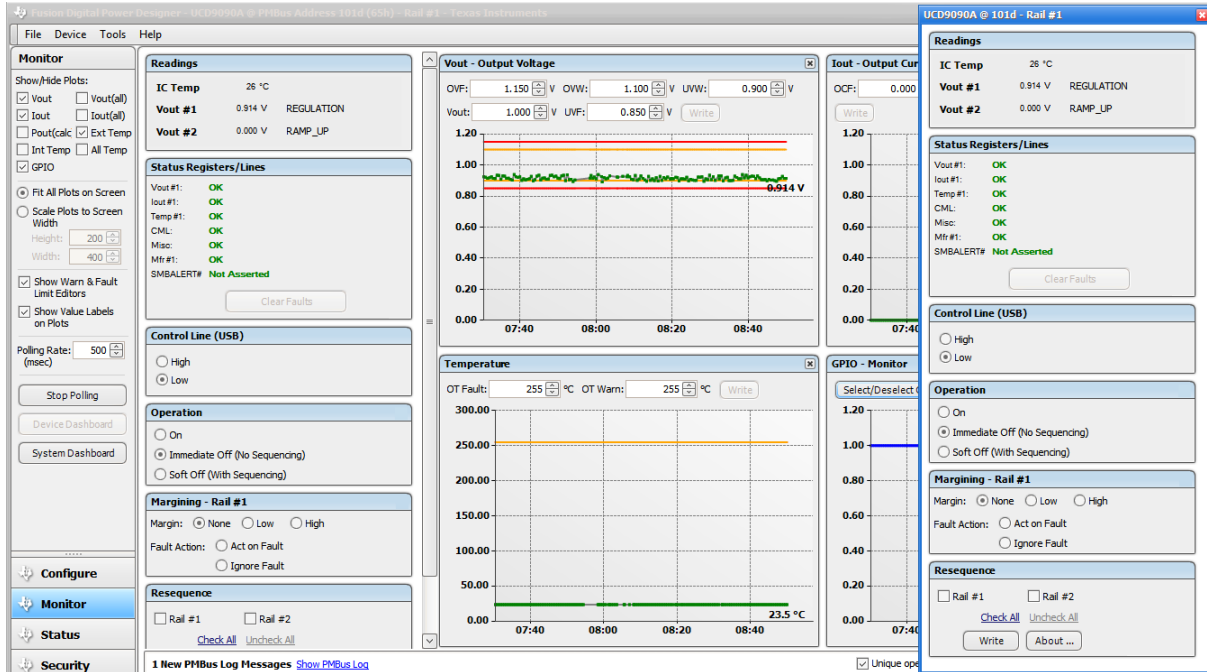 Fusion Digital Power Designer - UCD9090A @ PMBus Address 101d (65h) - Rail #1 - Texas Instruments
File Device Tools Help
Monitor
Show/Hide Plots:
Vout Vout(all)
Iout Iout(all)
Pout(calc Ext Temp
Int Temp All Temp
GPIO
Fit All Plots on Screen
Scale Plots to Screen
Width
Height: 200
Width: 400
Show Warn & Fault
Limit Editors
Show Value Labels
on Plots
Polling Rate: 500
(msec)
Stop Polling
Device Dashboard
System Dashboard
Configure
Monitor
Status
Security
Readings
IC Temp 26 °C
Vout #1 0.914 V REGULATION
Vout #2 0.000 V RAMP_UP
Status Registers/Lines
Vout #1: OK
Iout #1: OK
Temp #1: OK
CML: OK
Misc: OK
Mfr #1: OK
SMBALERT# Not Asserted
Clear Faults
Control Line (USB)
High
Low
Operation
On
Immediate Off (No Sequencing)
Soft Off (With Sequencing)
Margining - Rail #1
Margin: None Low High
Fault Action: Act on Fault
Ignore Fault
Resequence
Rail #1 Rail #2
Check All Uncheck All
1 New PMBus Log Messages Show PMBus Log
Vout - Output Voltage
OVF: 1.150 V OVW: 1.100 V UVW: 0.900 V
Vout: 1.000 V UVF: 0.850 V Write
1.20
1.00
0.80
0.60
0.40
0.20
0.00
0.914 V
07:40 08:00 08:20 08:40
Temperature
OT Fault: 255 °C OT Warn: 255 °C Write
300.00
250.00
200.00
150.00
100.00
50.00
0.00
23.5 °C
07:40 08:00 08:20 08:40
Iout - Output Cur
OCF: 0.000
Write
1.20
1.00
0.80
0.60
0.40
0.20
0.00
07:40
GPIO - Monitor
Select/Deselect
1.20
1.00
0.80
0.60
0.40
0.20
0.00
07:40
Unique ope
UCD9090A @ 101d - Rail #1
Readings
IC Temp 26 °C
Vout #1 0.914 V REGULATION
Vout #2 0.000 V RAMP_UP
Status Registers/Lines
Vout #1: OK
Iout #1: OK
Temp #1: OK
CML: OK
Misc: OK
Mfr #1: OK
SMBALERT# Not Asserted
Clear Faults
Control Line (USB)
High
Low
Operation
On
Immediate Off (No Sequencing)
Soft Off (With Sequencing)
Margining - Rail #1
Margin: None Low High
Fault Action: Act on Fault
Ignore Fault
Resequence
Rail #1 Rail #2
Check All Uncheck All
Write About ...